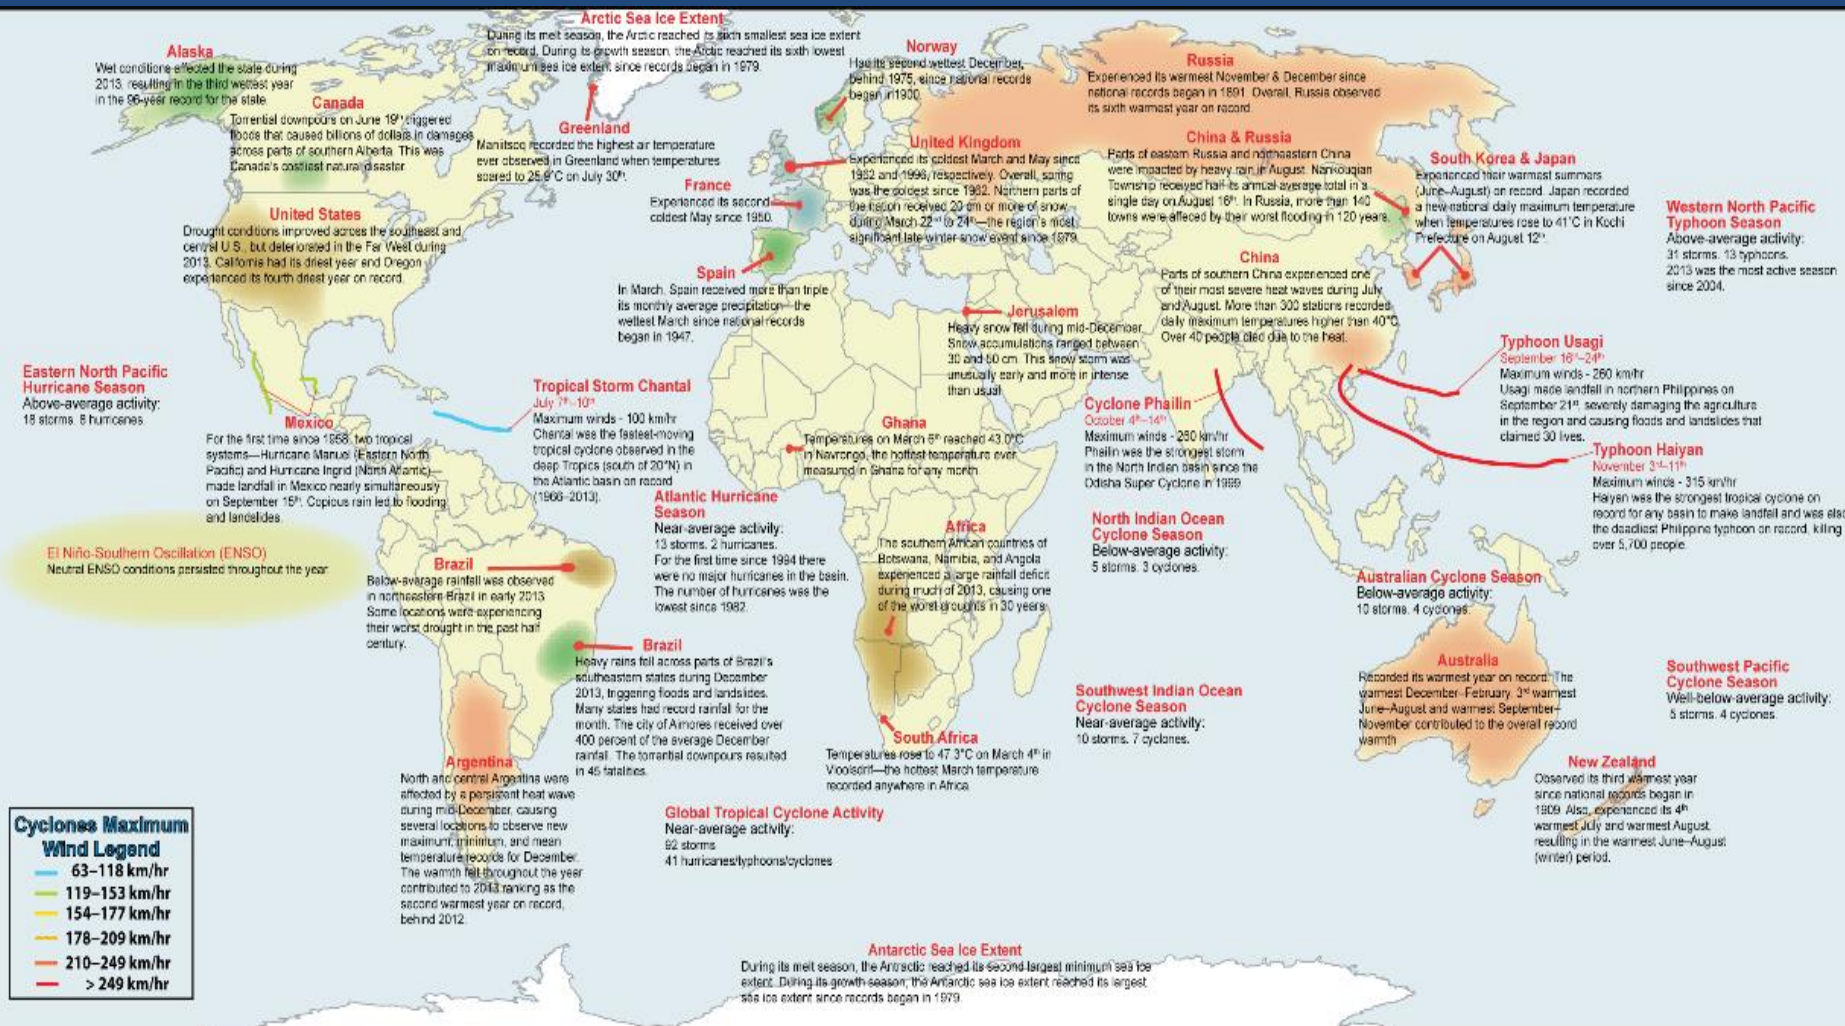 Arctic Sea Ice Extent
During its melt season, the Arctic reached its sixth smallest sea ice extent
on record. During its growth season, the Arctic reached its sixth lowest
maximum sea ice extent since records began in 1979.
Alaska
Wet conditions affected the state during
2013, resulting in the third wettest year
in the 96-year record for the state.
Canada
Torrential downpours on June 19th triggered
floods that caused billions of dollars in damages
across parts of southern Alberta. This was
Canada's costliest natural disaster.
Greenland
Maniitsoq recorded the highest air temperature
ever observed in Greenland when temperatures
soared to 25.9°C on July 30th.
Norway
Had its second wettest December,
behind 1975, since national records
began in 1900.
Russia
Experienced its warmest November & December since
national records began in 1891. Overall, Russia observed
its sixth warmest year on record.
United Kingdom
Experienced its coldest March and May since
1962 and 1996, respectively. Overall, spring
was the coldest since 1962. Northern parts of
the nation received 20 cm or more of snow
during March 22nd to 24th—the region's most
significant late winter snow event since 1979.
China & Russia
Parts of eastern Russia and northeastern China
were impacted by heavy rain in August. Nankouqian
Township received half its annual average total in a
single day on August 16th. In Russia, more than 140
towns were affeced by their worst flooding in 120 years.
South Korea & Japan
Experienced their warmest summers
(June–August) on record. Japan recorded
a new national daily maximum temperature
when temperatures rose to 41°C in Kochi
Prefecture on August 12th.
Western North Pacific
Typhoon Season
Above-average activity:
31 storms. 13 typhoons.
2013 was the most active season
since 2004.
France
Experienced its second
coldest May since 1950.
United States
Drought conditions improved across the southeast and
central U.S., but deteriorated in the Far West during
2013. California had its driest year and Oregon
experienced its fourth driest year on record.
Spain
In March, Spain received more than triple
its monthly average precipitation—the
wettest March since national records
began in 1947.
Jerusalem
Heavy snow fell during mid-December.
Snow accumulations ranged between
30 and 50 cm. This snow storm was
unusually early and more in intense
than usual.
China
Parts of southern China experienced one
of their most severe heat waves during July
and August. More than 300 stations recorded
daily maximum temperatures higher than 40°C.
Over 40 people died due to the heat.
Typhoon Usagi
September 16th–24th
Maximum winds - 260 km/hr
Usagi made landfall in northern Philippines on
September 21st, severely damaging the agriculture
in the region and causing floods and landslides that
claimed 30 lives.
Eastern North Pacific
Hurricane Season
Above-average activity:
18 storms. 8 hurricanes.
Mexico
For the first time since 1958, two tropical
systems—Hurricane Manuel (Eastern North
Pacific) and Hurricane Ingrid (North Atlantic)—
made landfall in Mexico nearly simultaneously
on September 15th. Copious rain led to flooding
and landslides.
Tropical Storm Chantal
July 7th–10th
Maximum winds - 100 km/hr
Chantal was the fastest-moving
tropical cyclone observed in the
deep Tropics (south of 20°N) in
the Atlantic basin on record
(1966–2013).
Ghana
Temperatures on March 6th reached 43.0°C
in Navrongo, the hottest temperature ever
measured in Ghana for any month.
Cyclone Phailin
October 4th–14th
Maximum winds - 260 km/hr
Phailin was the strongest storm
in the North Indian basin since the
Odisha Super Cyclone in 1999
Typhoon Haiyan
November 3rd–11th
Maximum winds - 315 km/hr
Haiyan was the strongest tropical cyclone on
record for any basin to make landfall and was also
the deadliest Philippine typhoon on record, killing
over 5,700 people.
Atlantic Hurricane
Season
Near-average activity:
13 storms. 2 hurricanes.
For the first time since 1994 there
were no major hurricanes in the basin.
The number of hurricanes was the
lowest since 1982.
Africa
The southern African countries of
Botswana, Namibia, and Angola
experienced a large rainfall deficit
during much of 2013, causing one
of the worst droughts in 30 years.
North Indian Ocean
Cyclone Season
Below-average activity:
5 storms. 3 cyclones.
El Niño-Southern Oscillation (ENSO)
Neutral ENSO conditions persisted throughout the year.
Brazil
Below-average rainfall was observed
in northeastern Brazil in early 2013.
Some locations were experiencing
their worst drought in the past half
century.
Australian Cyclone Season
Below-average activity:
10 storms. 4 cyclones.
Brazil
Heavy rains fell across parts of Brazil's
southeastern states during December
2013, triggering floods and landslides.
Many states had record rainfall for the
month. The city of Aimores received over
400 percent of the average December
rainfall. The torrential downpours resulted
in 45 fatalities.
Southwest Indian Ocean
Cyclone Season
Near-average activity:
10 storms. 7 cyclones.
Australia
Recorded its warmest year on record. The
warmest December–February, 3rd warmest
June–August and warmest September–
November contributed to the overall record
warmth
Southwest Pacific
Cyclone Season
Well-below-average activity:
5 storms. 4 cyclones.
South Africa
Temperatures rose to 47.3°C on March 4th in
Vioolsdrif—the hottest March temperature
recorded anywhere in Africa.
New Zealand
Observed its third warmest year
since national records began in
1909. Also, experienced its 4th
warmest July and warmest August,
resulting in the warmest June–August
(winter) period.
Argentina
North and central Argentina were
affected by a persistent heat wave
during mid-December, causing
several locations to observe new
maximum, minimum, and mean
temperature records for December.
The warmth felt throughout the year
contributed to 2013 ranking as the
second warmest year on record,
behind 2012.
Global Tropical Cyclone Activity
Near-average activity:
92 storms
41 hurricanes/typhoons/cyclones
Cyclones Maximum
Wind Legend
63–118 km/hr
119–153 km/hr
154–177 km/hr
178–209 km/hr
210–249 km/hr
> 249 km/hr
Antarctic Sea Ice Extent
During its melt season, the Antractic reached its second largest minimum sea ice
extent. During its growth season, the Antarctic sea ice extent reached its largest
sea ice extent since records began in 1979.